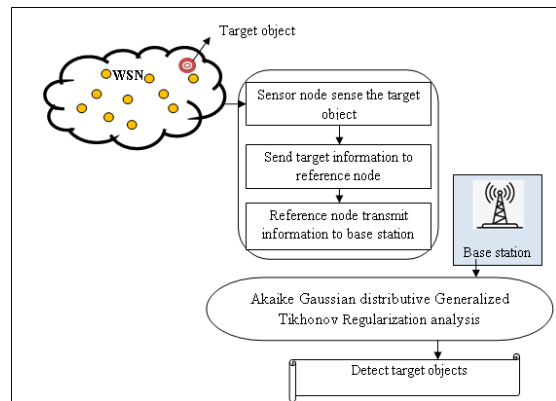 Target object
WSN
Sensor node sense the target
object
Send target information to
reference node
Reference node transmit
information to base station
Base station
Akaike Gaussian distributive Generalized
Tikhonov Regularization analysis
Detect target objects